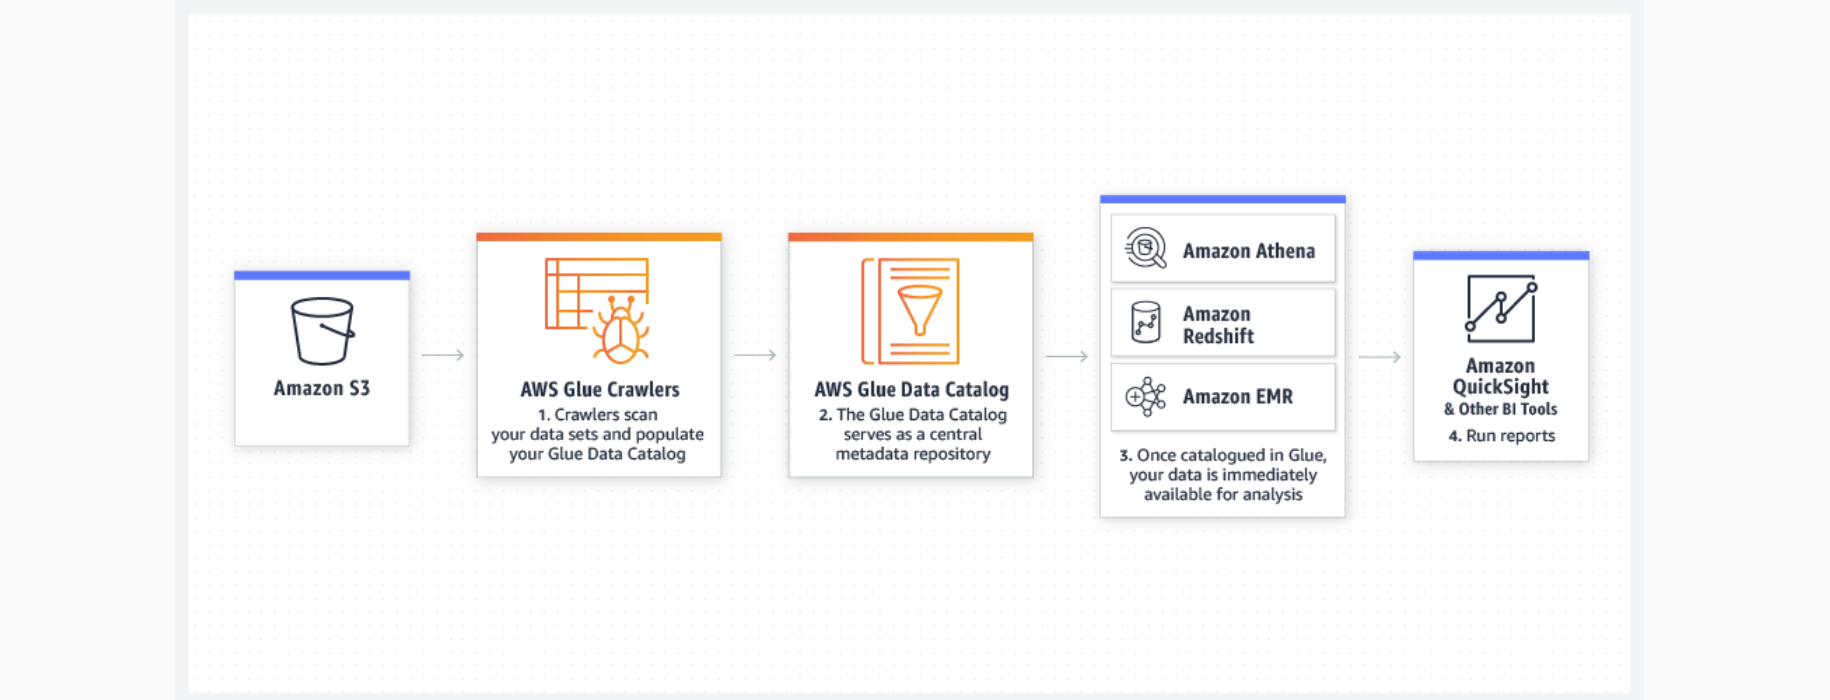 Amazon S3
AWS Glue Crawlers
1. Crawlers scan
your data sets and populate
your Glue Data Catalog
AWS Glue Data Catalog
2. The Glue Data Catalog
serves as a central
metadata repository
Amazon Athena
Amazon
Redshift
Amazon EMR
3. Once catalogued in Glue,
your data is immediately
available for analysis
Amazon
QuickSight
& Other BI Tools
4. Run reports